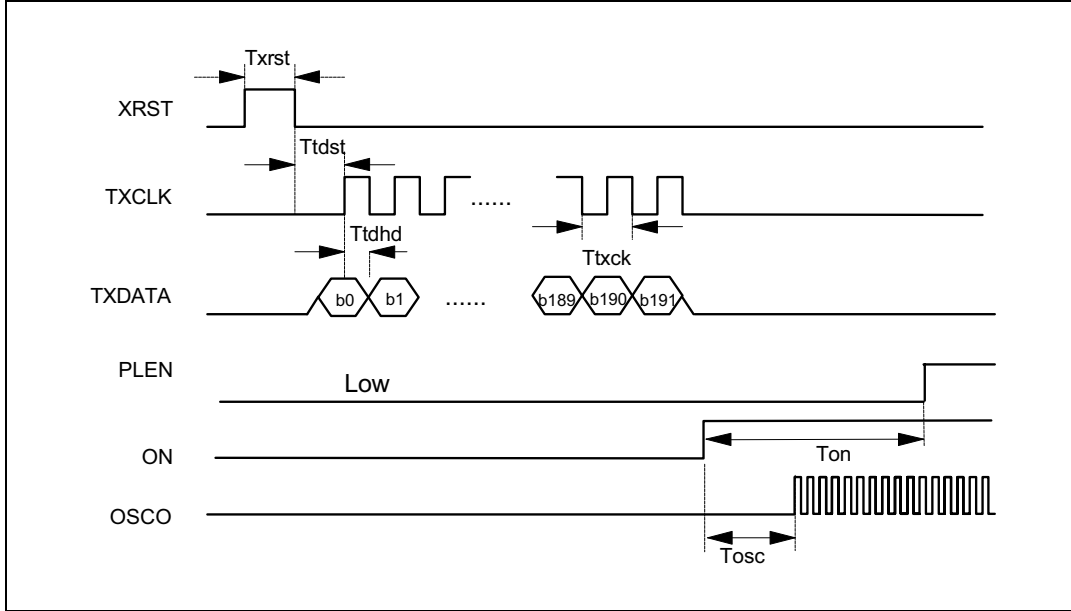 Txrst
XRST
Ttdst
TXCLK
......
Ttdhd
Ttxck
TXDATA
b0 b1 ...... b189 b190 b191
PLEN
Low
ON
Ton
OSCO
Tosc